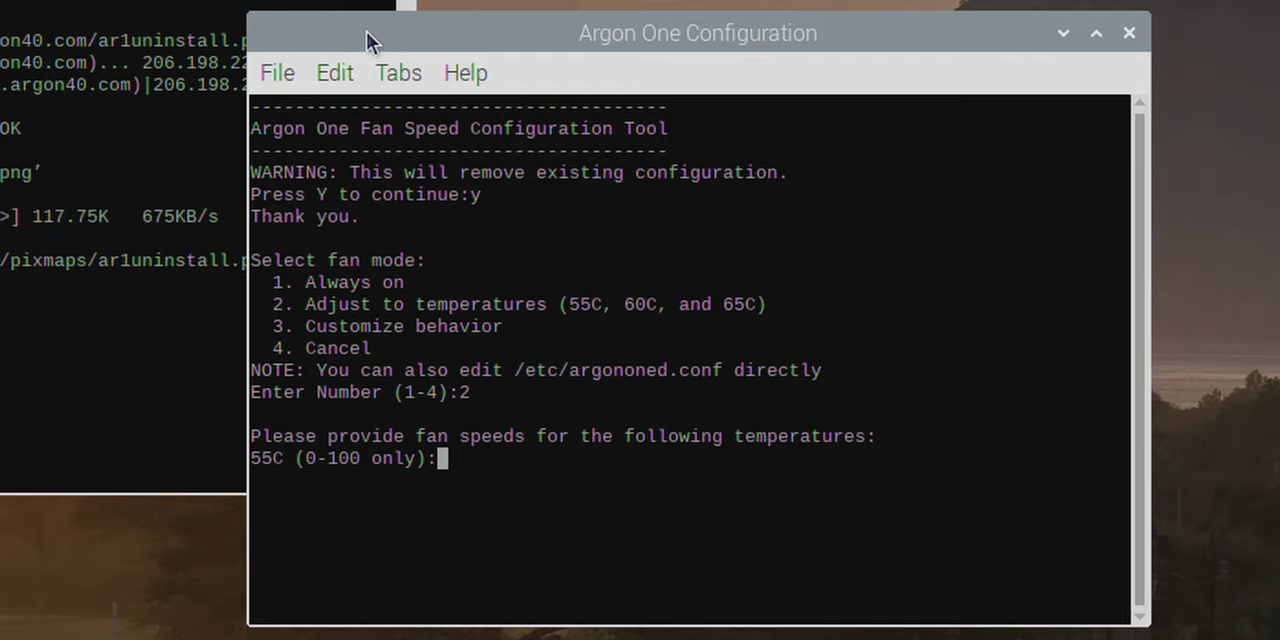 on40.com/ar1uninstall.p
on40.com)... 206.198.22
.argon40.com)|206.198.2
OK
png’
>] 117.75K   675KB/s
/pixmaps/ar1uninstall.p
Argon One Configuration
File Edit Tabs Help
--------------------------------------
Argon One Fan Speed Configuration Tool
--------------------------------------
WARNING: This will remove existing configuration.
Press Y to continue:y
Thank you.
Select fan mode:
  1. Always on
  2. Adjust to temperatures (55C, 60C, and 65C)
  3. Customize behavior
  4. Cancel
NOTE: You can also edit /etc/argononed.conf directly
Enter Number (1-4):2
Please provide fan speeds for the following temperatures:
55C (0-100 only):